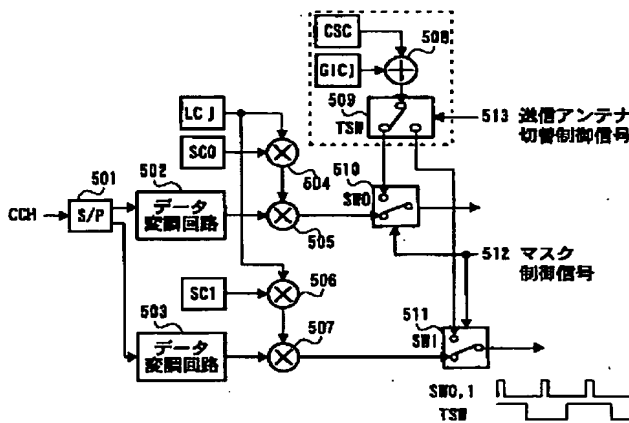 CSC
508
GICj
509
TSW
513 送信アンテナ
切替制御信号
LCj
SC0
504
510
SW0
501
502
CCH
S/P
データ
変調回路
505
512 マスク
制御信号
SC1
506
503
507
511
SW1
データ
変調回路
SW0,1
TSW